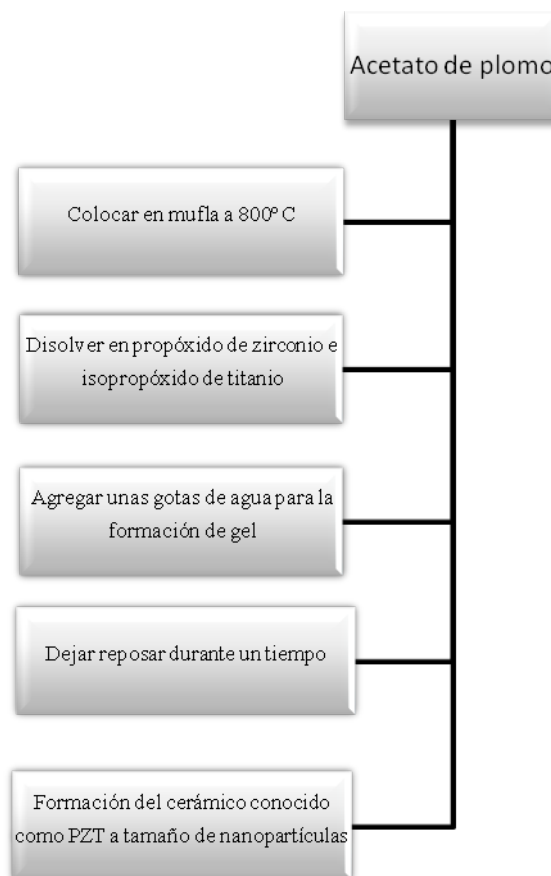 Acetato de plomo
Colocar en mufla a 800º C
Disolver en propóxido de zirconio e
isopropóxido de titanio
Agregar unas gotas de agua para la
formación de gel
Dejar reposar durante un tiempo
Formación del cerámico conocido
como PZT a tamaño de nanopartículas